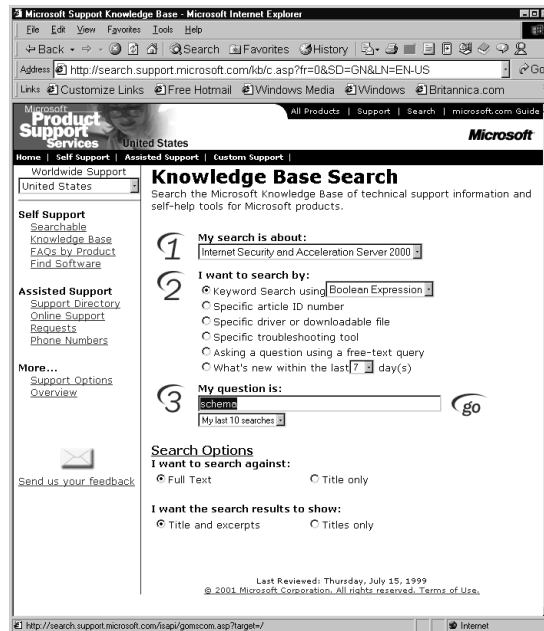 Microsoft Support Knowledge Base - Microsoft Internet Explorer
File Edit View Favorites Tools Help
Back Search Favorites History
Address http://search.support.microsoft.com/kb/c.asp?fr=0&SD=GN&LN=EN-US Go
Links Customize Links Free Hotmail Windows Media Windows Britannica.com
Microsoft
Product
Support
Services
United States
All Products | Support | Search | microsoft.com Guide
Microsoft
Home | Self Support | Assisted Support | Custom Support |
Worldwide Support
United States
Self Support
Searchable
Knowledge Base
FAQs by Product
Find Software
Assisted Support
Support Directory
Online Support
Requests
Phone Numbers
More...
Support Options
Overview
Send us your feedback
Knowledge Base Search
Search the Microsoft Knowledge Base of technical support information and
self-help tools for Microsoft products.
1
My search is about:
Internet Security and Acceleration Server 2000
2
I want to search by:
Keyword Search using Boolean Expression
Specific article ID number
Specific driver or downloadable file
Specific troubleshooting tool
Asking a question using a free-text query
What's new within the last 7 day(s)
3
My question is:
schema
go
My last 10 searches
Search Options
I want to search against:
Full Text Title only
I want the search results to show:
Title and excerpts Titles only
Last Reviewed: Thursday, July 15, 1999
© 2001 Microsoft Corporation. All rights reserved. Terms of Use.
http://search.support.microsoft.com/isapi/gomscom.asp?target=/ Internet